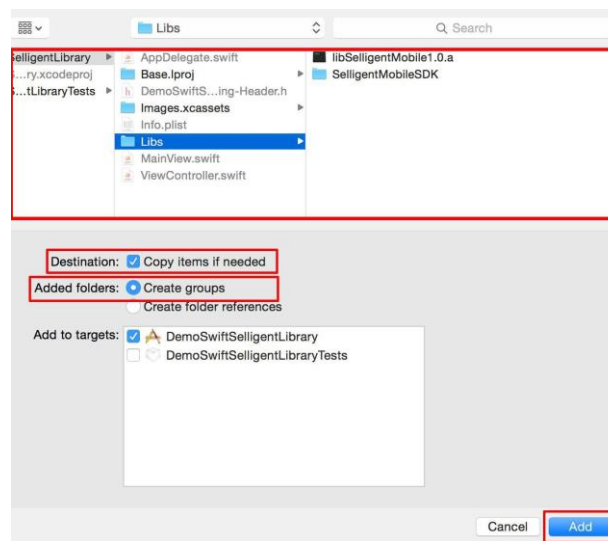 Libs
Search
elligentLibrary
AppDelegate.swift
libSelligentMobile1.0.a
...ry.xcodeproj
Base.lproj
SelligentMobileSDK
...tLibraryTests
DemoSwiftS...ing-Header.h
Images.xcassets
Info.plist
Libs
MainView.swift
ViewController.swift
Destination: Copy items if needed
Added folders: Create groups
Create folder references
Add to targets: DemoSwiftSelligentLibrary
DemoSwiftSelligentLibraryTests
Cancel Add